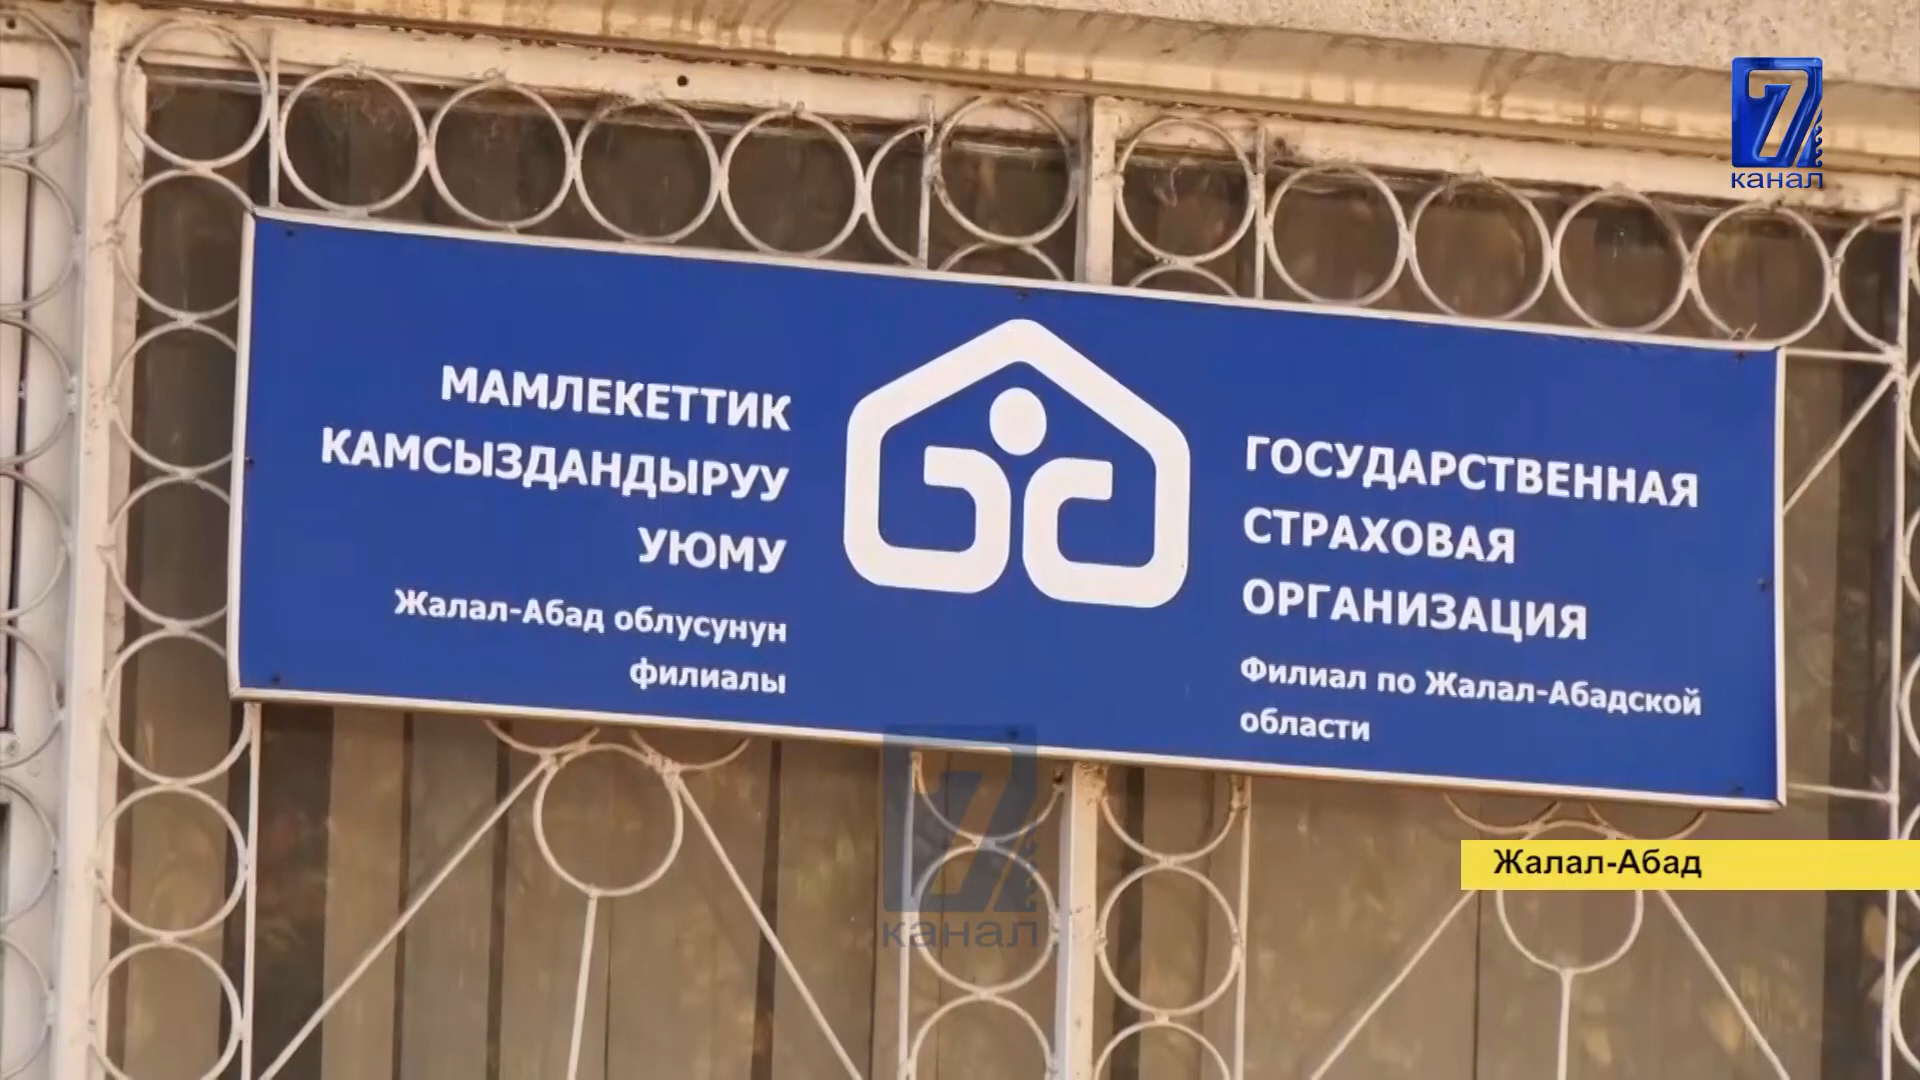 7
канал
МАМЛЕКЕТТИК
КАМСЫЗДАНДЫРУУ
УЮМУ
Жалал-Абад облусунун
филиалы
ГОСУДАРСТВЕННАЯ
СТРАХОВАЯ
ОРГАНИЗАЦИЯ
Филиал по Жалал-Абадской
области
7
канал
Жалал-Абад